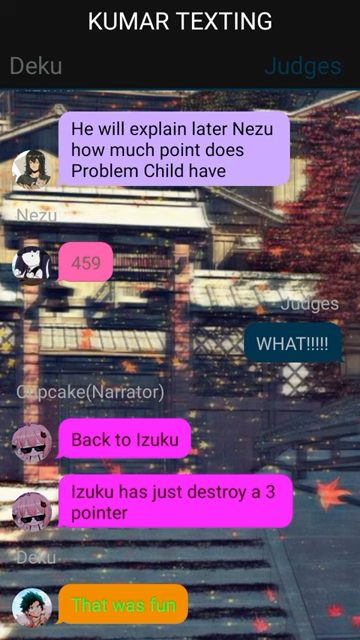 KUMAR TEXTING
Deku
Judges
He will explain later Nezu
how much point does
Problem Child have
Nezu
459
Judges
WHAT!!!!!
Cupcake(Narrator)
Back to Izuku
Izuku has just destroy a 3
pointer
Deku
That was fun